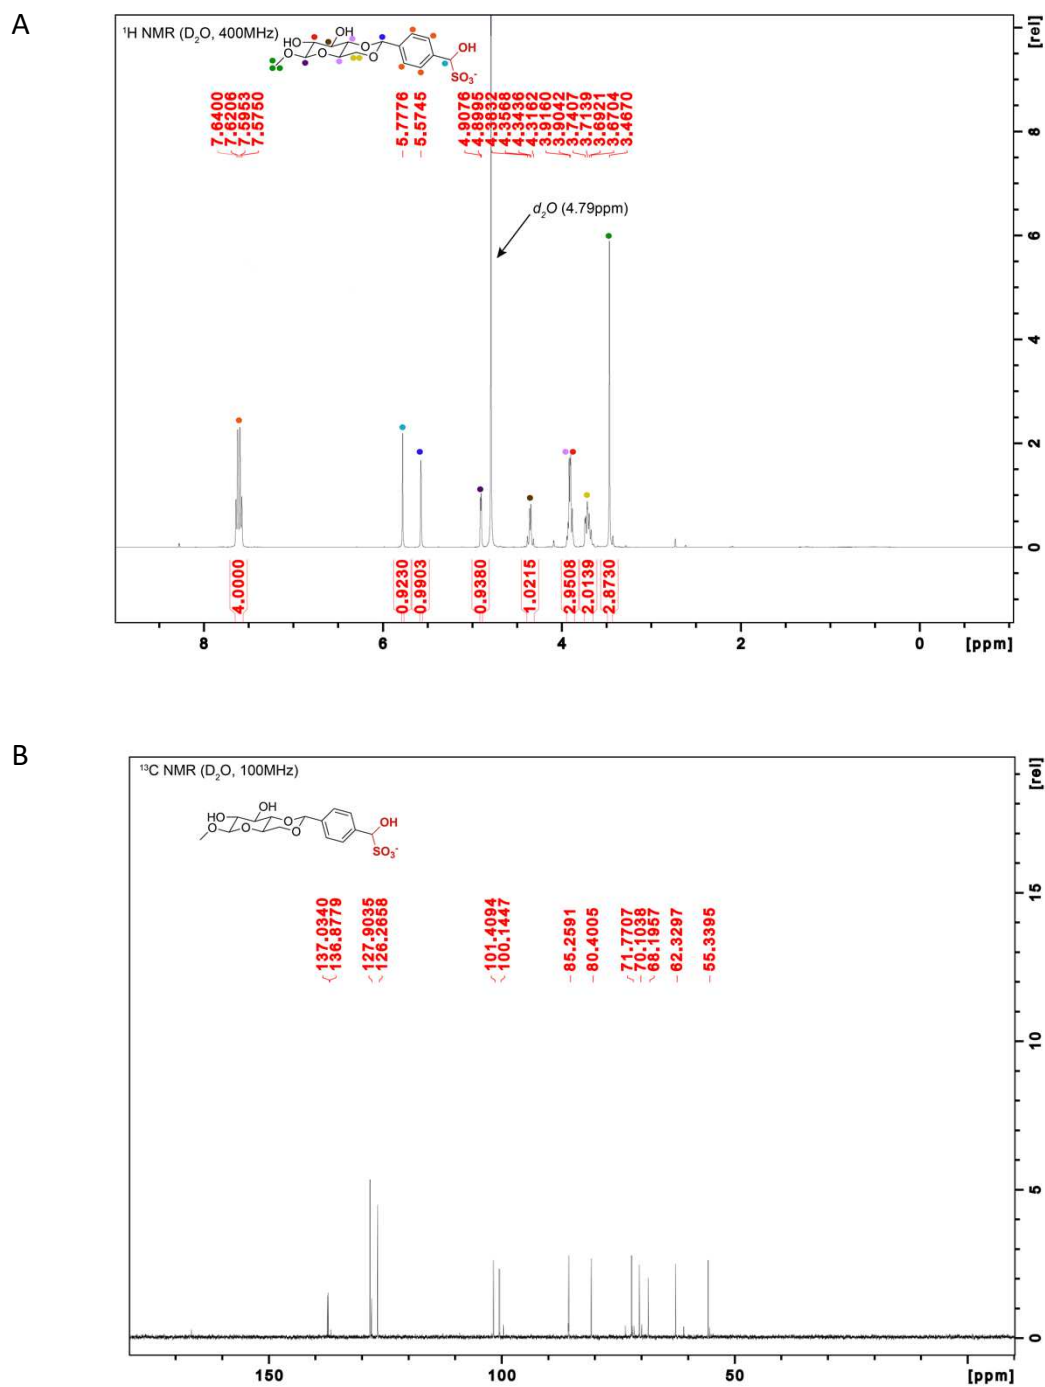 A
¹H NMR (D₂O, 400MHz)
OH
HO
O
O
O
O
OH
SO₃⁻
7.6400
7.6206
7.5953
7.5750
5.7776
5.5745
4.9076
4.8995
4.3832
4.3568
4.3436
4.3162
3.9160
3.9042
3.7407
3.7139
3.6921
3.6704
3.4670
d₂O (4.79ppm)
4.0000
0.9230
0.9903
0.9380
1.0215
2.9508
2.0139
2.8730
8
6
4
2
0
[ppm]
[rel]
8
6
4
2
0
B
¹³C NMR (D₂O, 100MHz)
OH
HO
O
O
O
O
OH
SO₃⁻
137.0340
136.8779
127.9035
126.2658
101.4094
100.1447
85.2591
80.4005
71.7707
70.1038
68.1957
62.3297
55.3395
150
100
50
[ppm]
[rel]
15
10
5
0